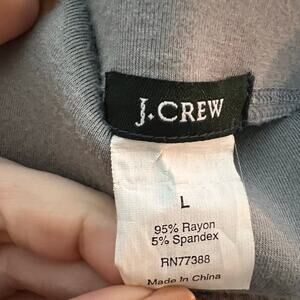 J.CREW
L
95% Rayon
5% Spandex
RN77388
Made in China